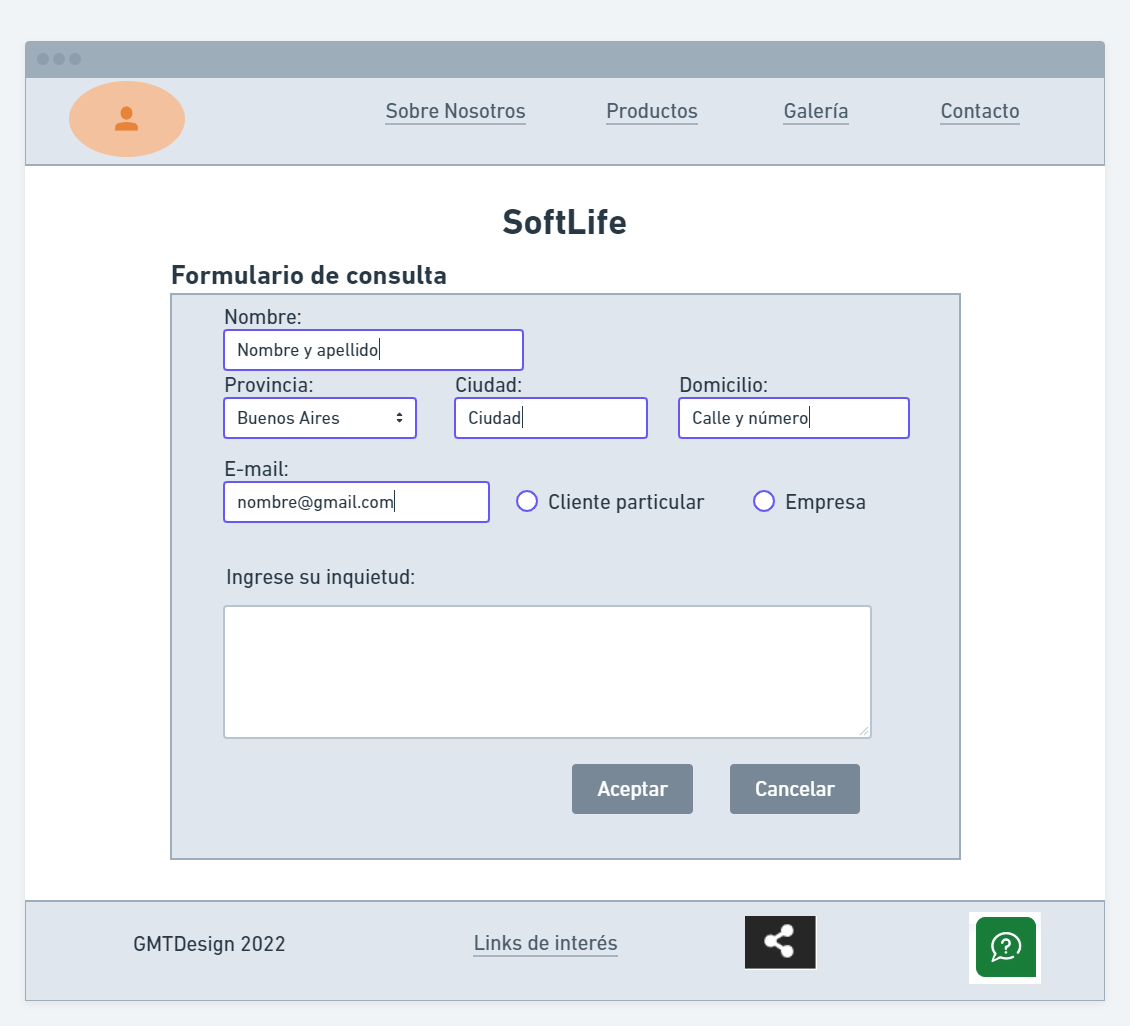 Sobre Nosotros Productos Galería Contacto
SoftLife
Formulario de consulta
Nombre:
Nombre y apellido
Provincia: Ciudad: Domicilio:
Buenos Aires Ciudad Calle y número
E-mail:
nombre@gmail.com Cliente particular Empresa
Ingrese su inquietud:
Aceptar Cancelar
GMTDesign 2022 Links de interés ?